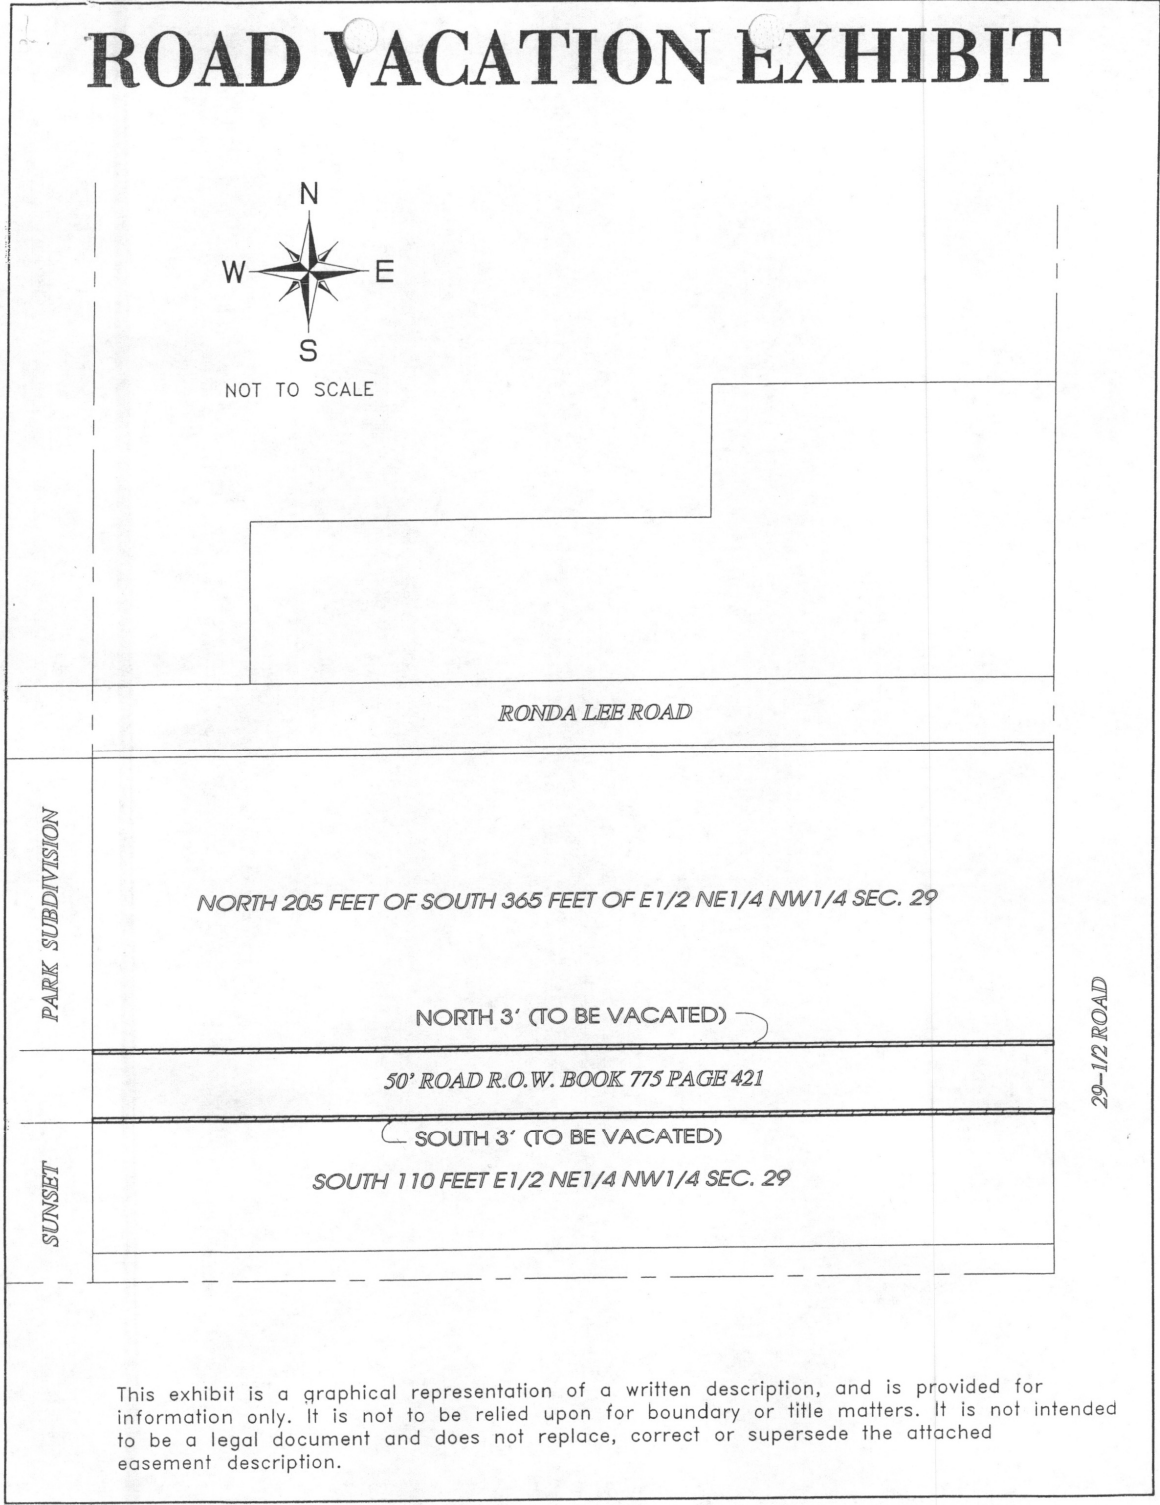 ROAD VACATION EXHIBIT
N
W E
S
NOT TO SCALE
RONDA LEE ROAD
PARK SUBDIVISION
NORTH 205 FEET OF SOUTH 365 FEET OF E1/2 NE1/4 NW1/4 SEC. 29
NORTH 3' (TO BE VACATED)
29-1/2 ROAD
50' ROAD R.O.W. BOOK 775 PAGE 421
SOUTH 3' (TO BE VACATED)
SUNSET
SOUTH 110 FEET E1/2 NE1/4 NW1/4 SEC. 29
This exhibit is a graphical representation of a written description, and is provided for
information only. It is not to be relied upon for boundary or title matters. It is not intended
to be a legal document and does not replace, correct or supersede the attached
easement description.